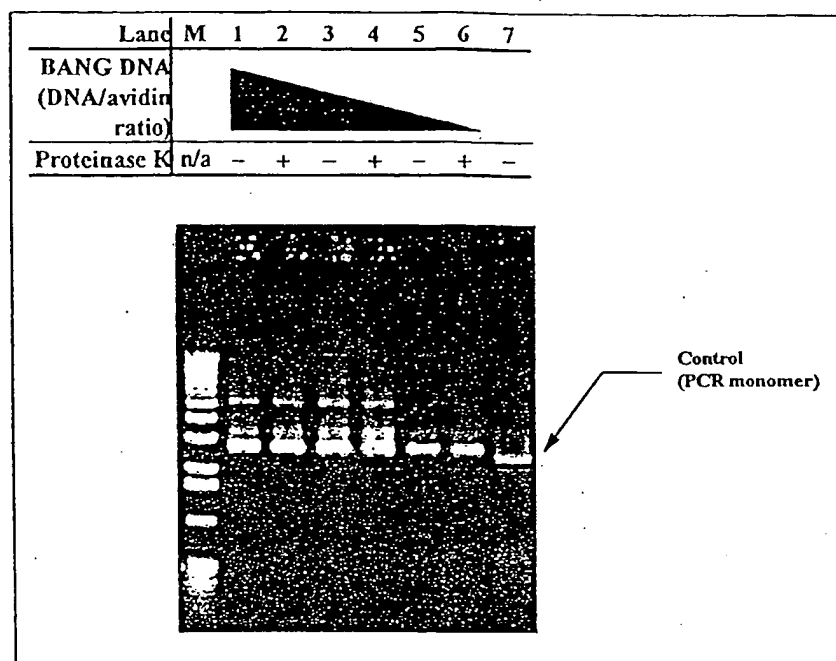 Lane M 1 2 3 4 5 6 7
BANG DNA
(DNA/avidin
ratio)
Proteinase K n/a – + – + – + –
Control
(PCR monomer)